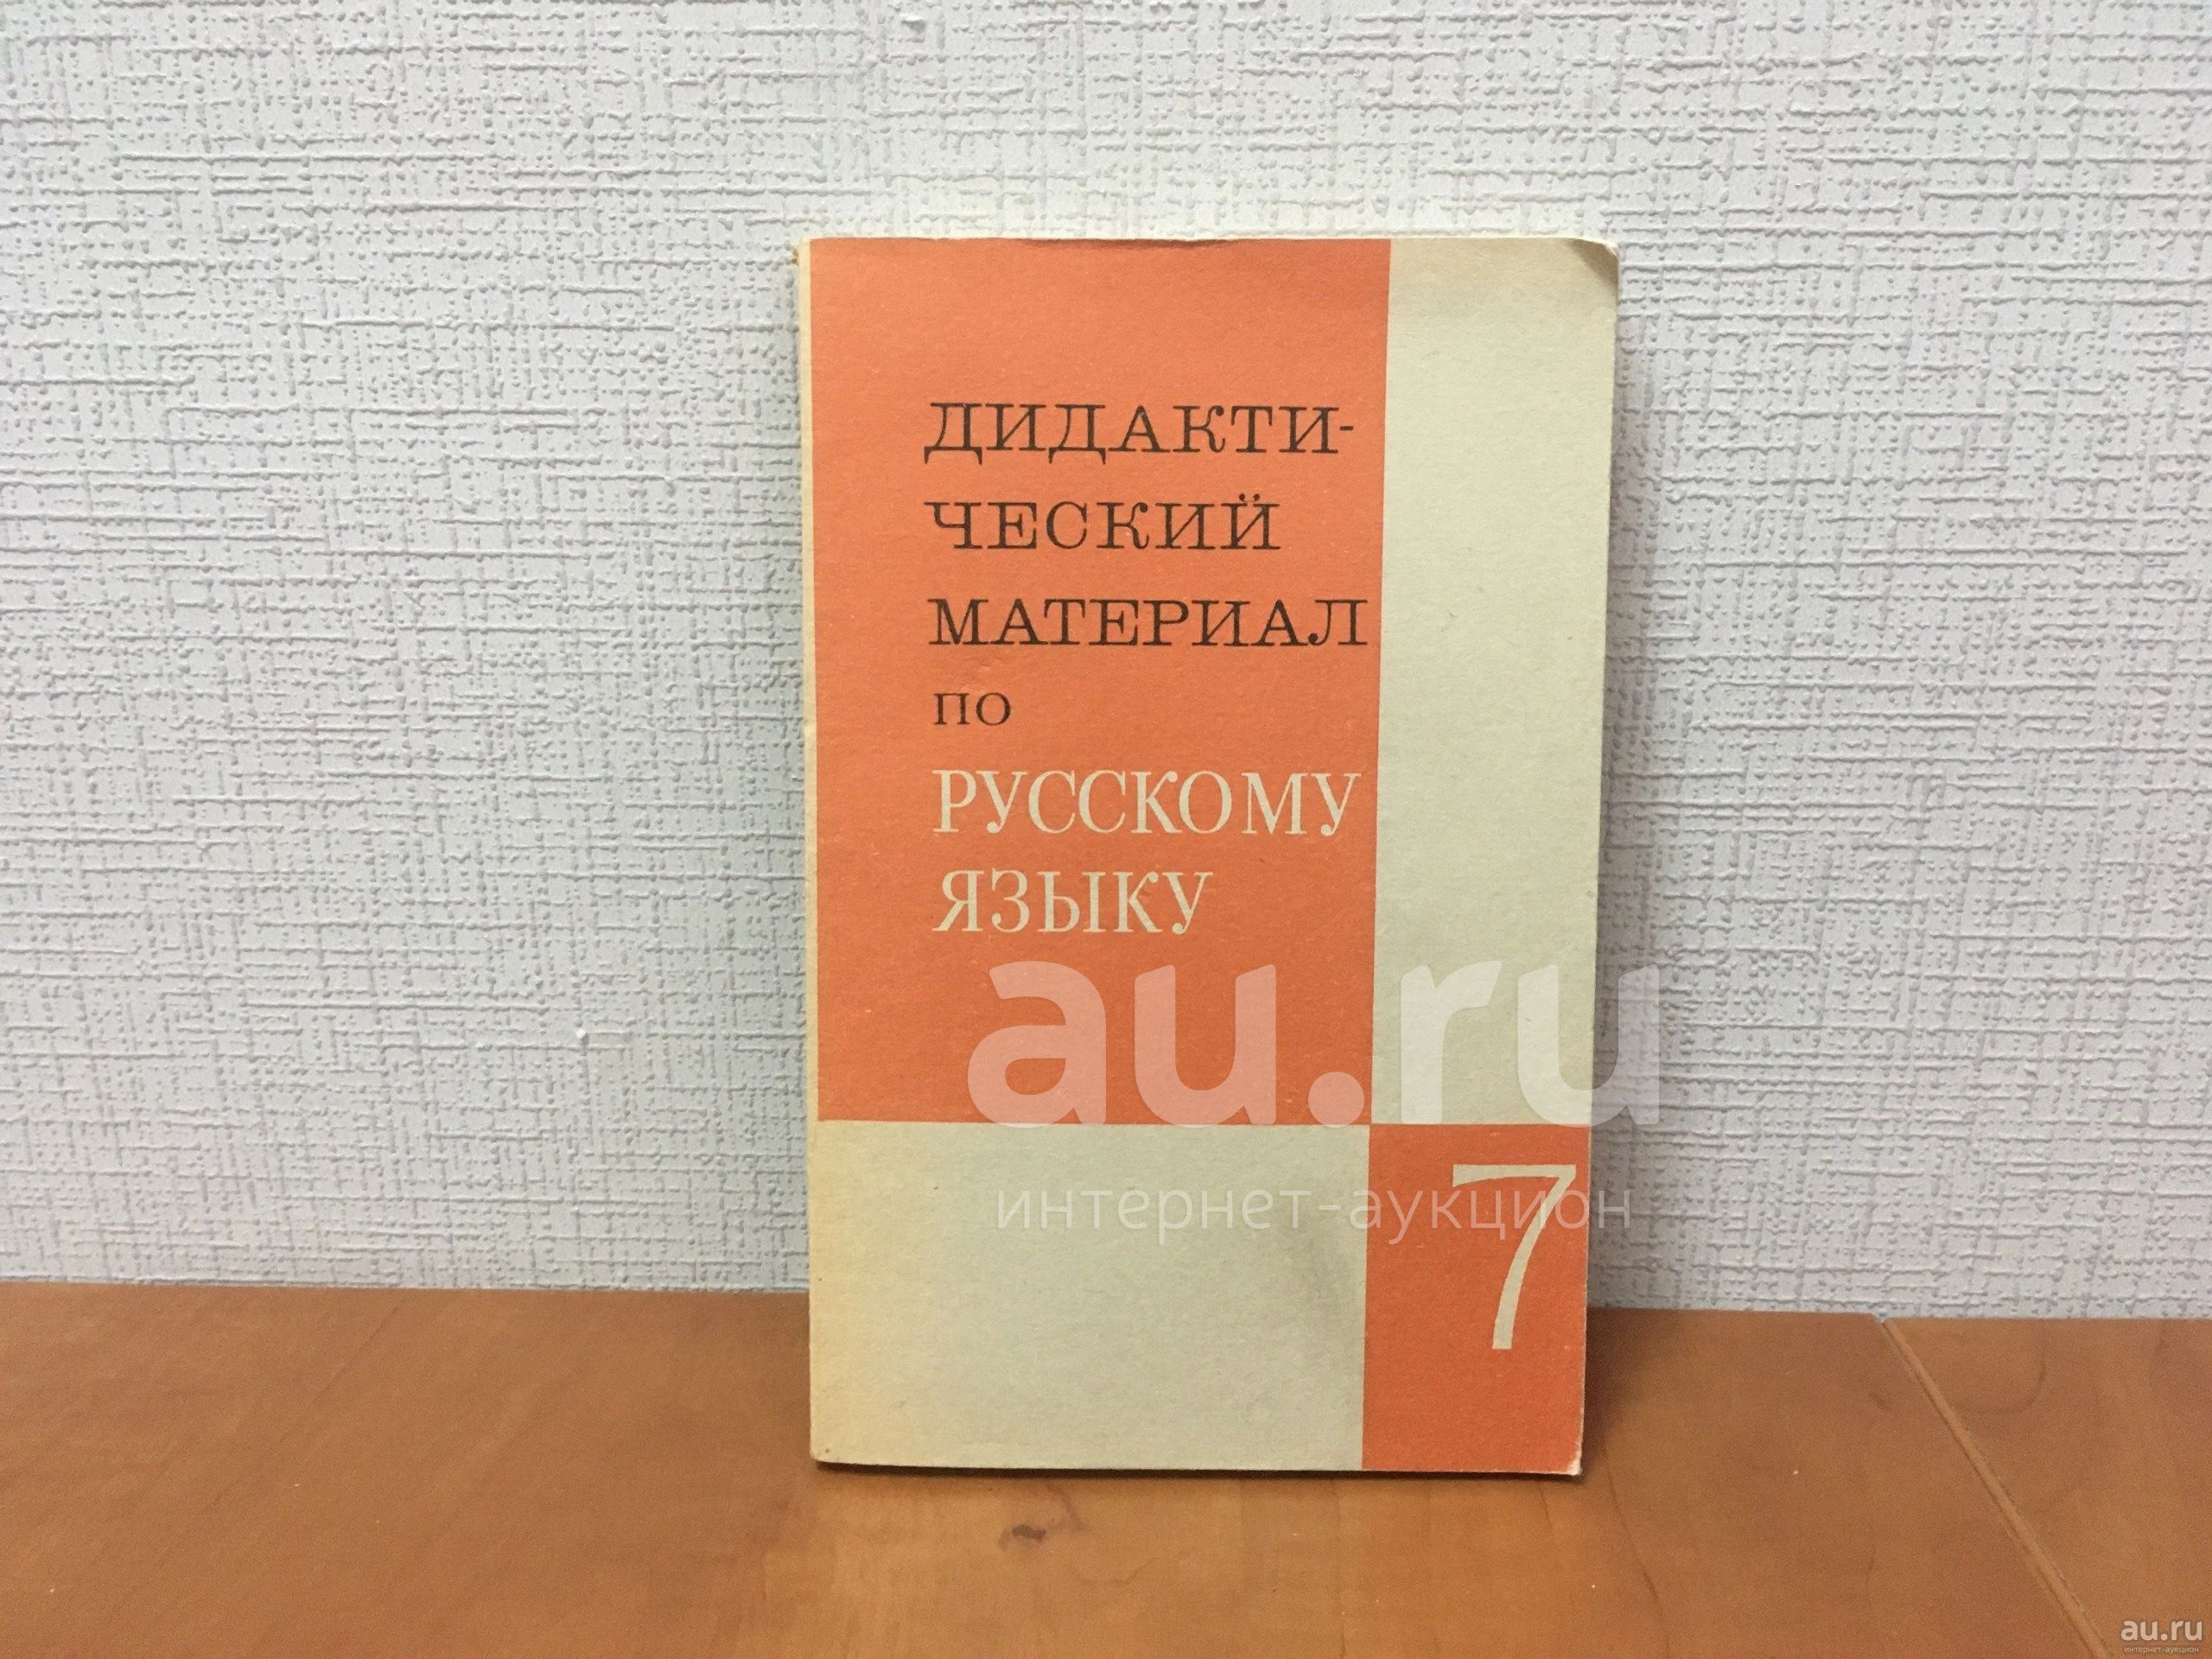 ДИДАКТИ-
ЧЕСКИЙ
МАТЕРИАЛ
ПО
РУССКОМУ
ЯЗЫКУ
au.ru
интернет-аукцион
7
au.ru
интернет-аукцион